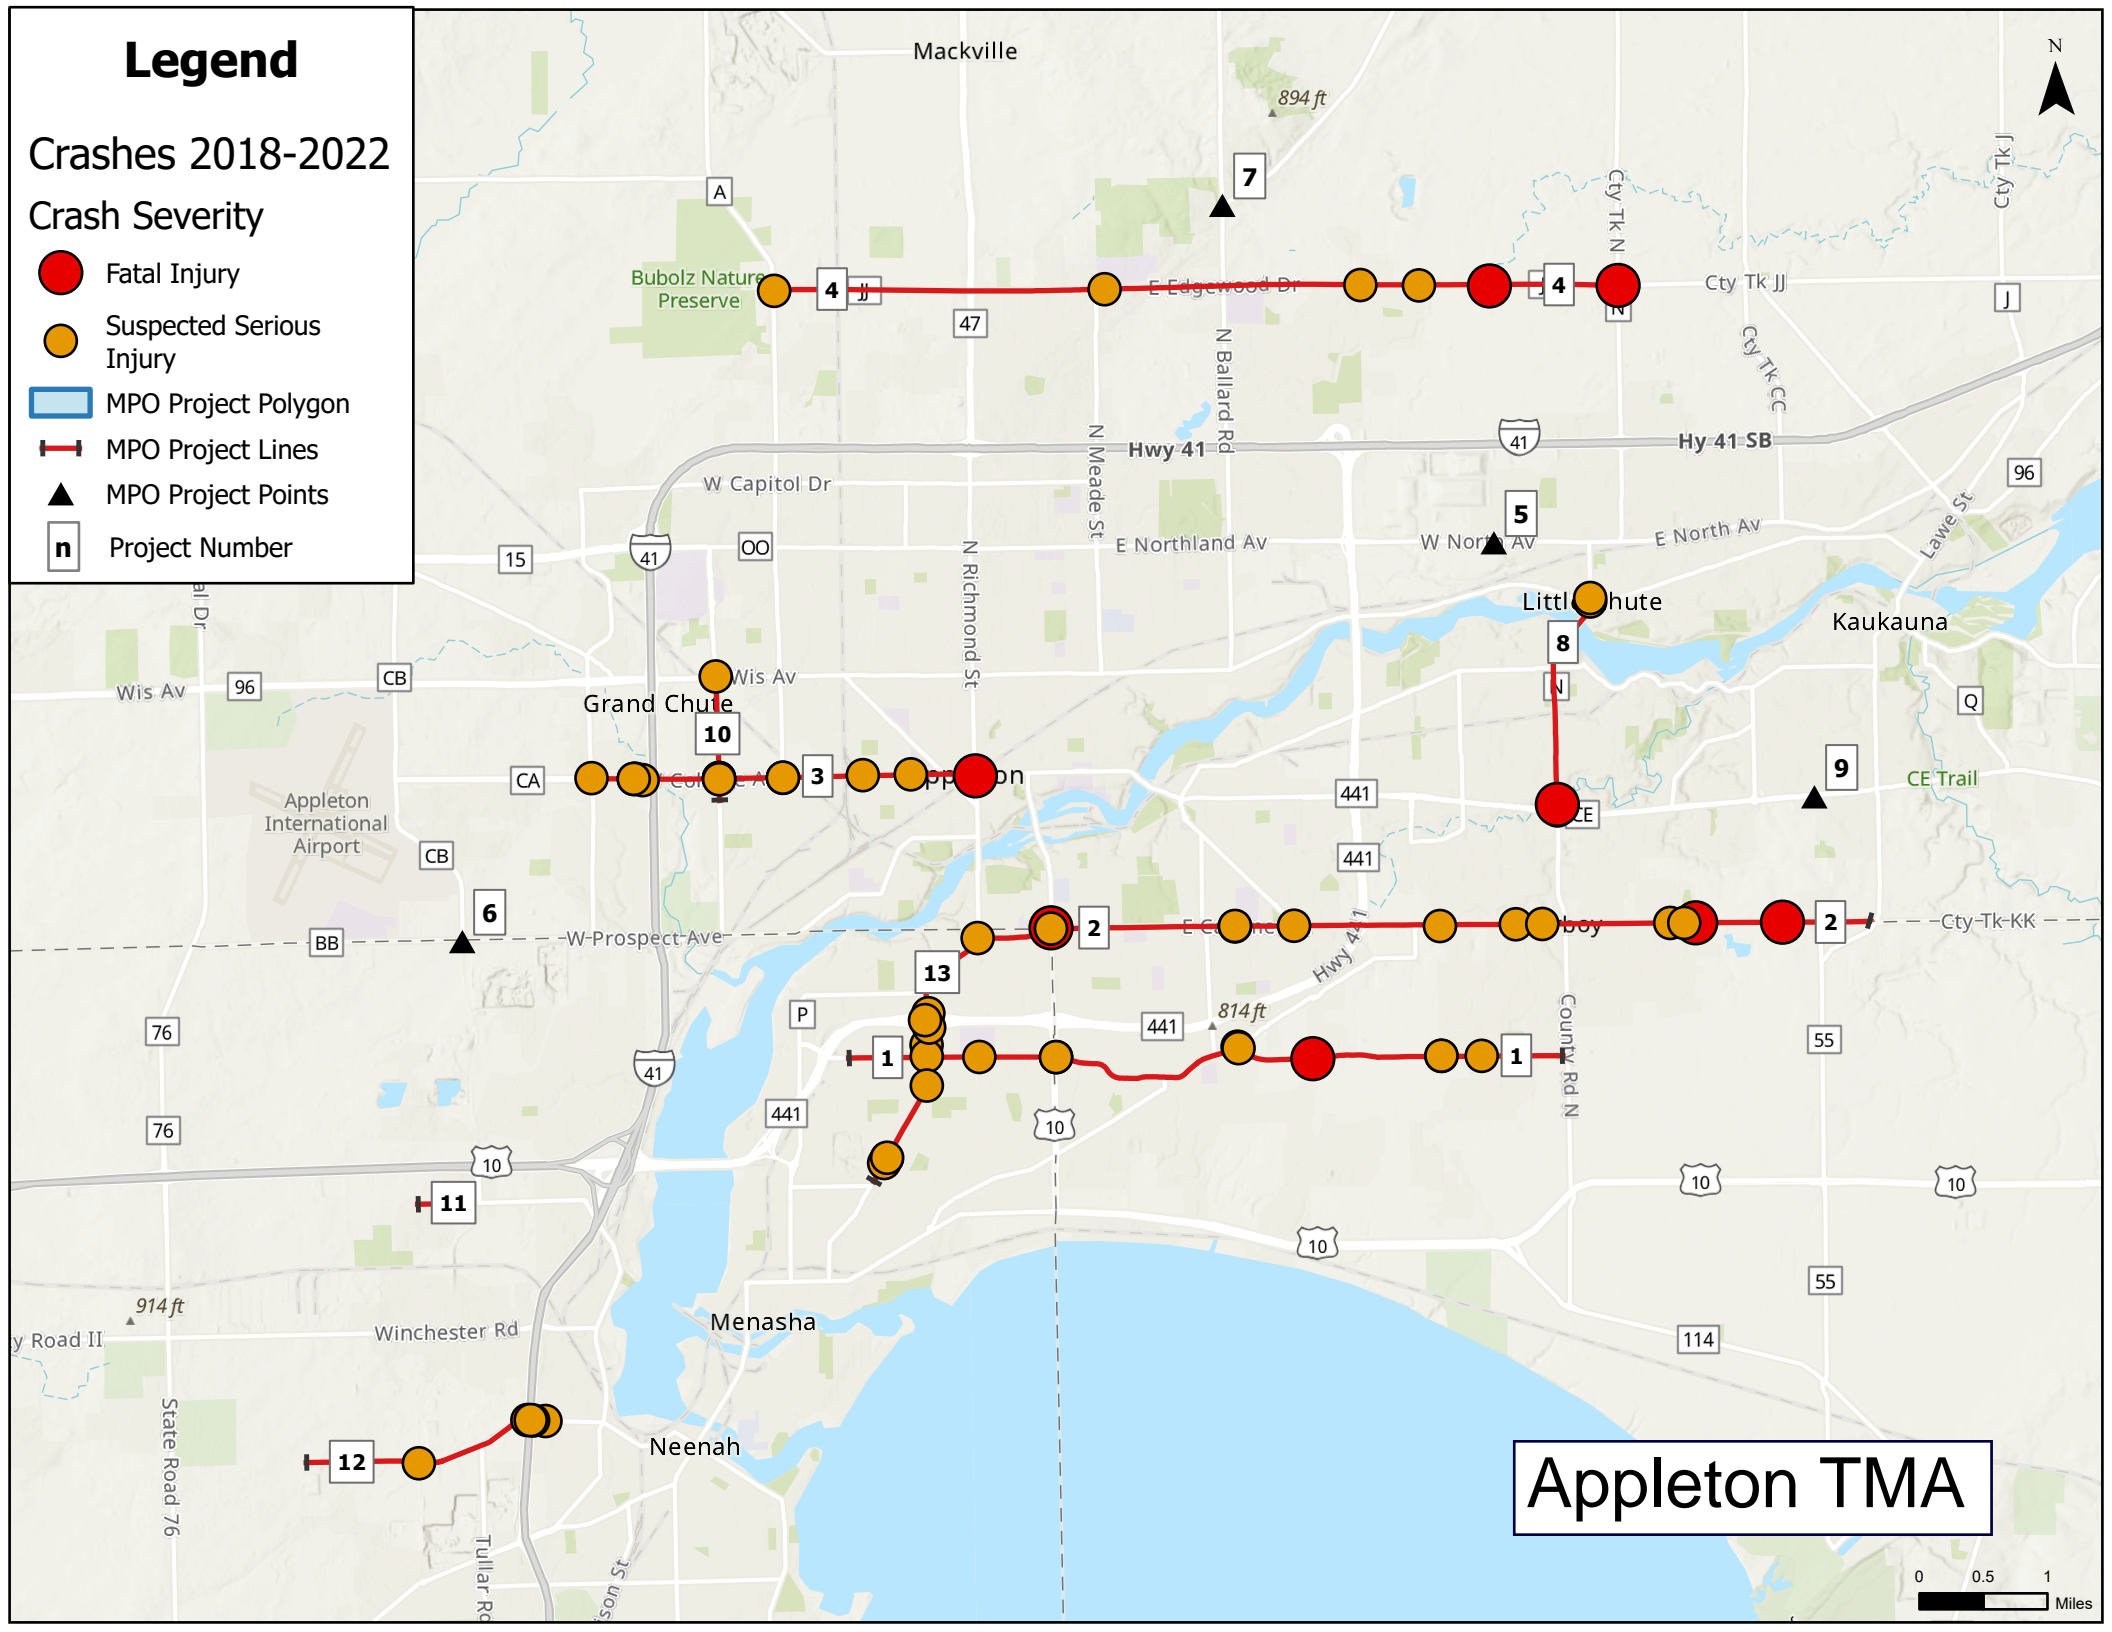 Legend
Crashes 2018-2022
Crash Severity
Fatal Injury
Suspected Serious
Injury
MPO Project Polygon
MPO Project Lines
MPO Project Points
n Project Number
Mackville
N
894 ft
7
A
Cty Tk N
Cty Tk J
Bubolz Nature
Preserve
4
JJ
E Edgewood Dr
4
Cty Tk JJ
J
N
47
N Ballard Rd
Cty Tk CC
N Meade St
Hwy 41
41
Hy 41 SB
W Capitol Dr
96
5
Lawe St
15
41
OO
N Richmond St
E Northland Av
W North Av
E North Av
Kaukauna
8
Wis Av
96
CB
Wis Av
Grand Chute
N
Q
10
CA
3
441
9
CE Trail
CE
Appleton
International
Airport
CB
441
6
BB
W Prospect Ave
2
2
Cty Tk KK
Hwy 441
13
76
P
441
814 ft
County Rd N
55
41
1
1
76
441
10
10
10
10
11
10
914 ft
Menasha
55
Winchester Rd
114
State Road 76
Neenah
12
Appleton TMA
Tullar Rd
0 0.5 1
Miles